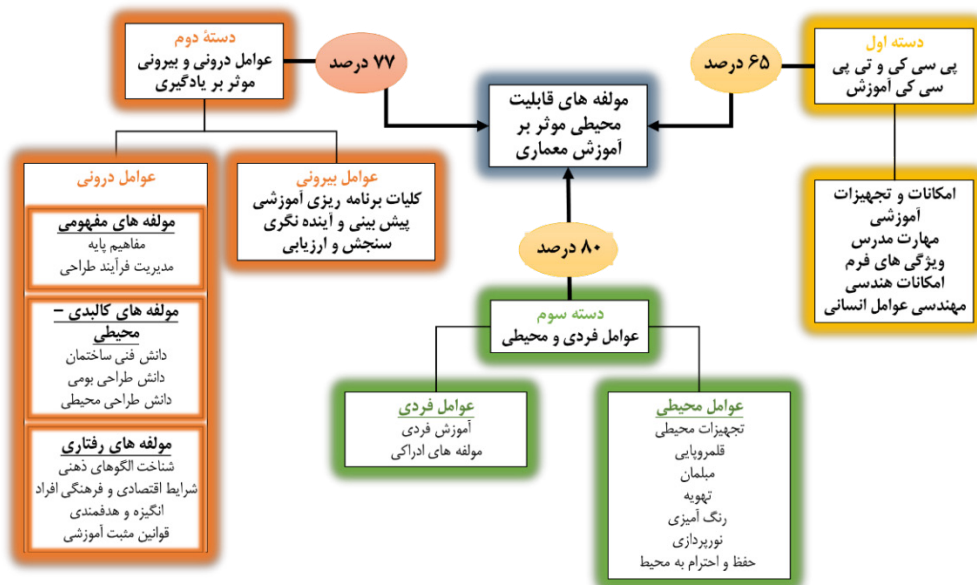 دسته اول
پی سی کی و تی پی
سی کی آموزش
۶۵ درصد
امکانات و تجهیزات
آموزشی
مهارت مدرس
ویژگی های فرم
امکانات هندسی
مهندسی عوامل انسانی
مولفه های قابلیت
محیطی موثر بر
آموزش معماری
دستهٔ دوم
عوامل درونی و بیرونی
موثر بر یادگیری
۷۷ درصد
عوامل بیرونی
کلیات برنامه ریزی آموزشی
پیش بینی و آینده نگری
سنجش و ارزیابی
عوامل درونی
مولفه های مفهومی
مفاهیم پایه
مدیریت فرآیند طراحی
مولفه های کالبدی –
محیطی
دانش فنی ساختمان
دانش طراحی بومی
دانش طراحی محیطی
مولفه های رفتاری
شناخت الگوهای ذهنی
شرایط اقتصادی و فرهنگی افراد
انگیزه و هدفمندی
قوانین مثبت آموزشی
۸۰ درصد
دسته سوم
عوامل فردی و محیطی
عوامل محیطی
تجهیزات محیطی
قلمروپایی
مبلمان
تهویه
رنگ آمیزی
نورپردازی
حفظ و احترام به محیط
عوامل فردی
آموزش فردی
مولفه های ادراکی